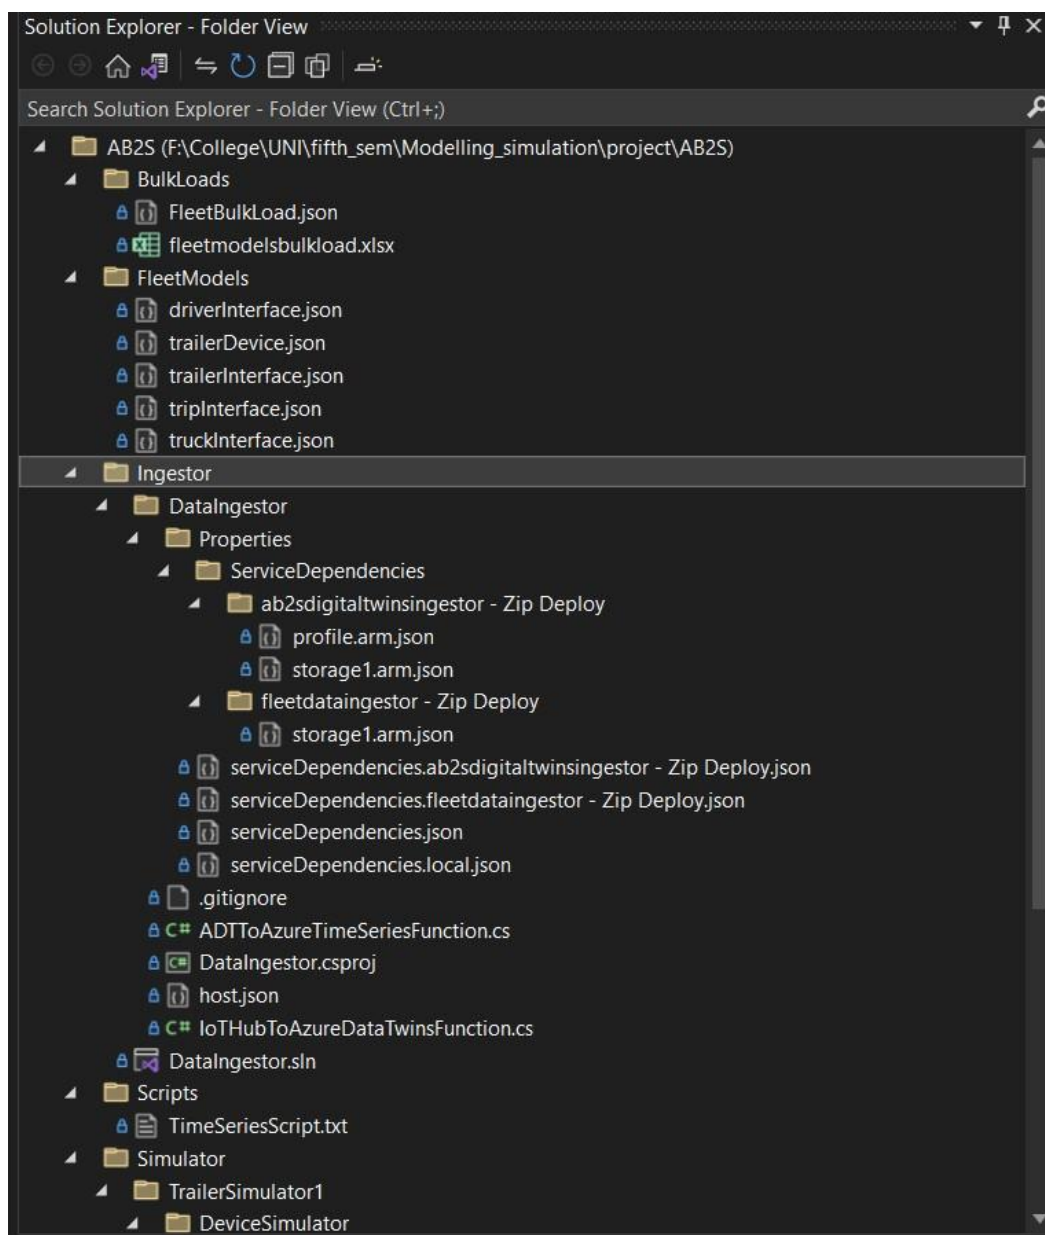 Solution Explorer - Folder View
Search Solution Explorer - Folder View (Ctrl+;)
AB2S (F:\College\UNI\fifth_sem\Modelling_simulation\project\AB2S)
BulkLoads
FleetBulkLoad.json
fleetmodelsbulkload.xlsx
FleetModels
driverInterface.json
trailerDevice.json
trailerInterface.json
tripInterface.json
truckInterface.json
Ingestor
DataIngestor
Properties
ServiceDependencies
ab2sdigitaltwinsingestor - Zip Deploy
profile.arm.json
storage1.arm.json
fleetdataingestor - Zip Deploy
storage1.arm.json
serviceDependencies.ab2sdigitaltwinsingestor - Zip Deploy.json
serviceDependencies.fleetdataingestor - Zip Deploy.json
serviceDependencies.json
serviceDependencies.local.json
.gitignore
C# ADTToAzureTimeSeriesFunction.cs
DataIngestor.csproj
host.json
C# IoTHubToAzureDataTwinsFunction.cs
DataIngestor.sln
Scripts
TimeSeriesScript.txt
Simulator
TrailerSimulator1
DeviceSimulator